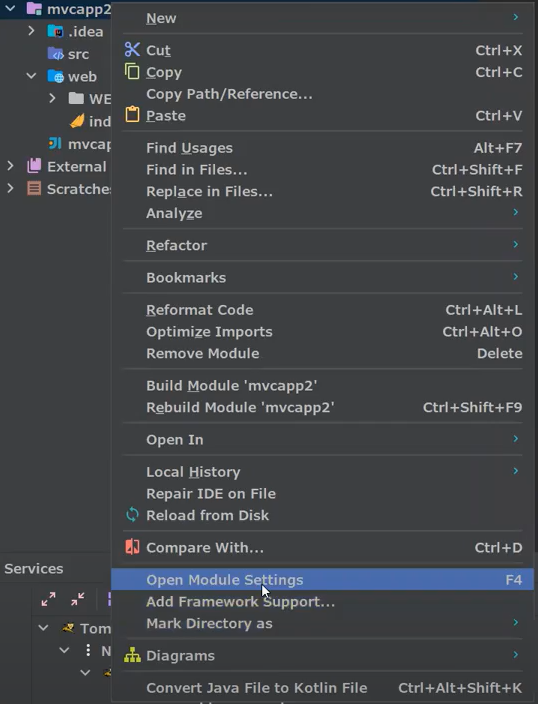 mvcapp2
New
.idea
Cut Ctrl+X
src
Copy Ctrl+C
web
Copy Path/Reference...
WE
Paste Ctrl+V
ind
mvcap
Find Usages Alt+F7
External
Find in Files... Ctrl+Shift+F
Scratche
Replace in Files... Ctrl+Shift+R
Analyze
Refactor
Bookmarks
Reformat Code Ctrl+Alt+L
Optimize Imports Ctrl+Alt+O
Remove Module Delete
Build Module 'mvcapp2'
Rebuild Module 'mvcapp2' Ctrl+Shift+F9
Open In
Local History
Repair IDE on File
Reload from Disk
Compare With... Ctrl+D
Services
Open Module Settings F4
Add Framework Support...
Mark Directory as
Tom
N
Diagrams
Convert Java File to Kotlin File Ctrl+Alt+Shift+K